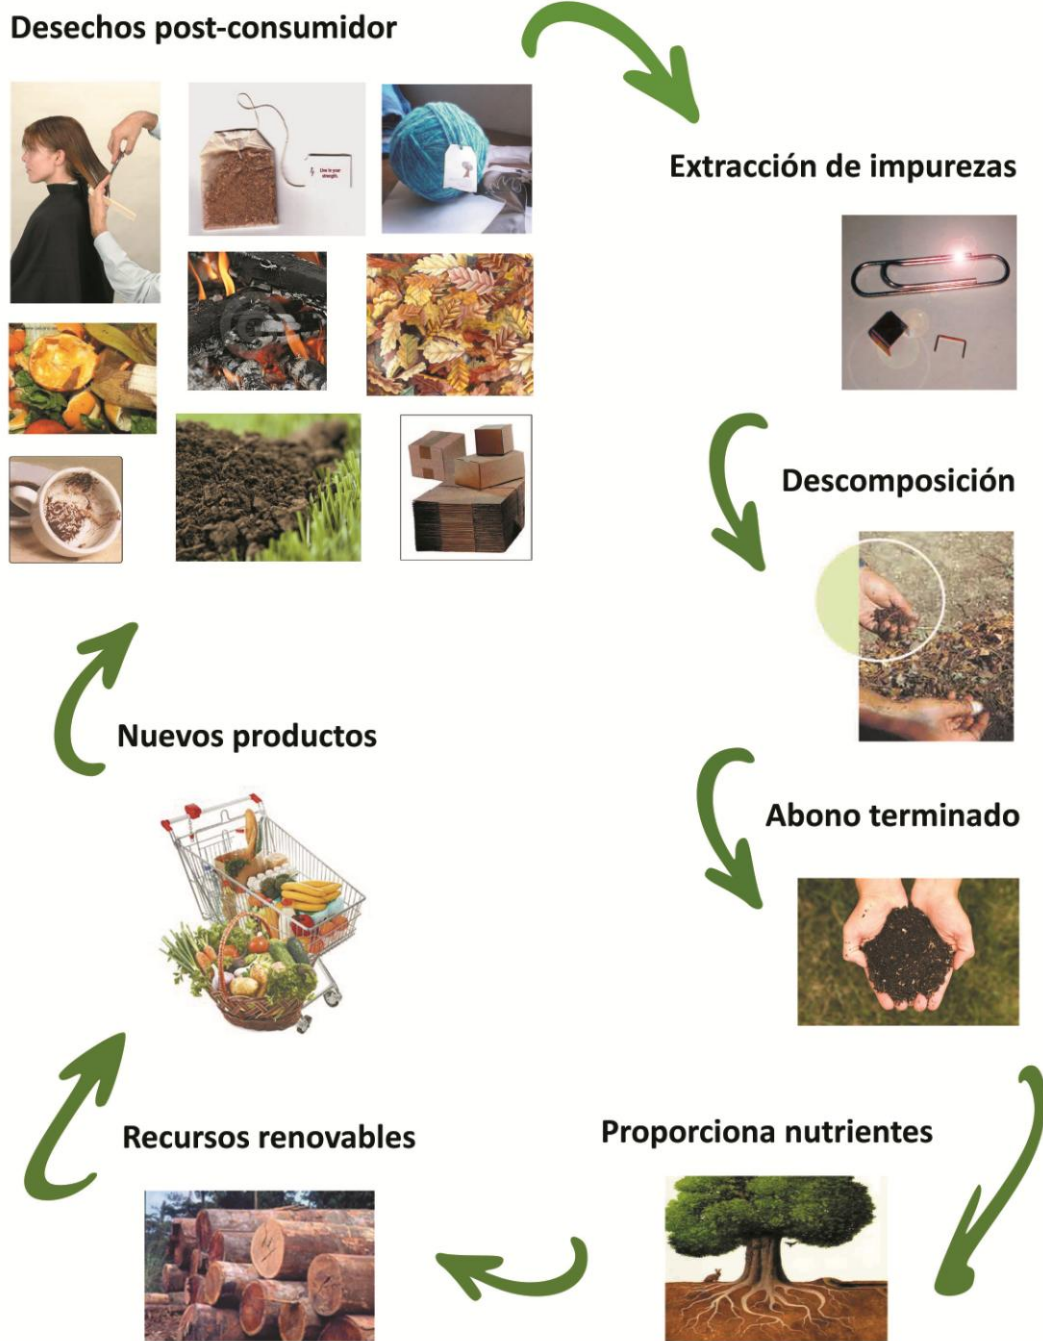 Desechos post-consumidor
Extracción de impurezas
Descomposición
Nuevos productos
Abono terminado
Recursos renovables
Proporciona nutrientes